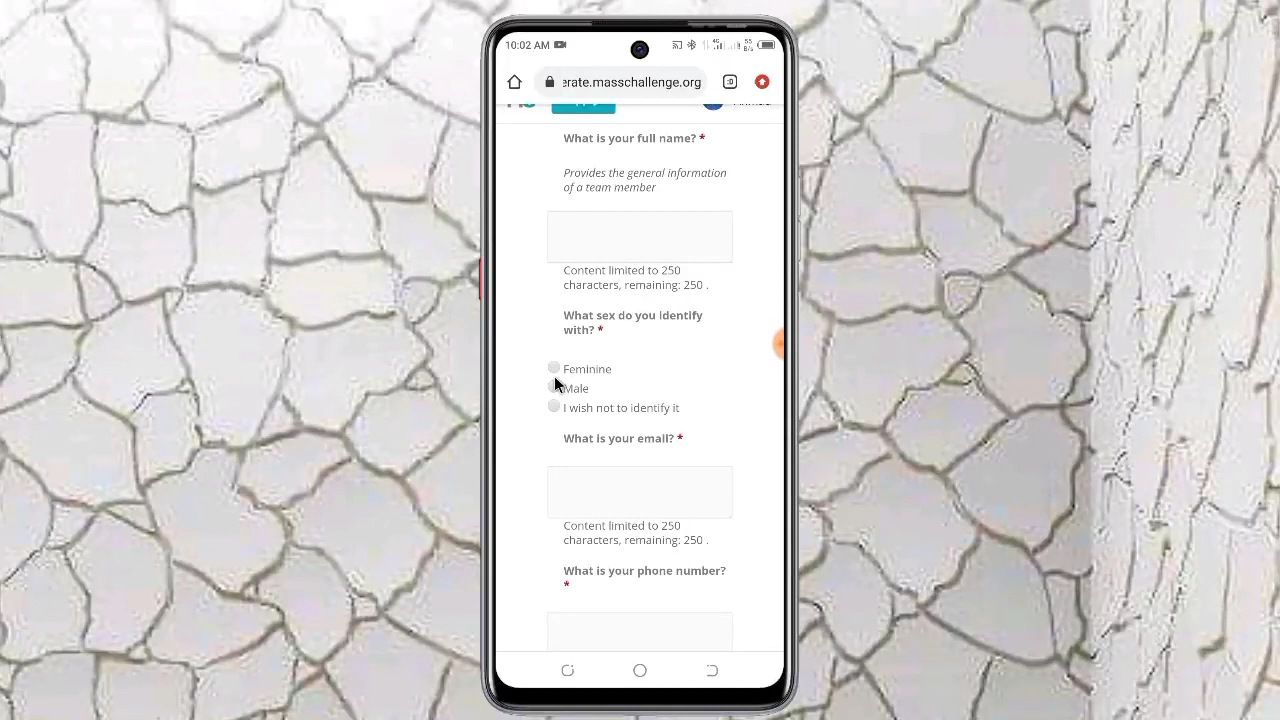 10:02 AM
erate.masschallenge.org
What is your full name? *
Provides the general information
of a team member
Content limited to 250
characters, remaining: 250 .
What sex do you identify
with? *
Feminine
Male
I wish not to identify it
What is your email? *
Content limited to 250
characters, remaining: 250 .
What is your phone number?
*